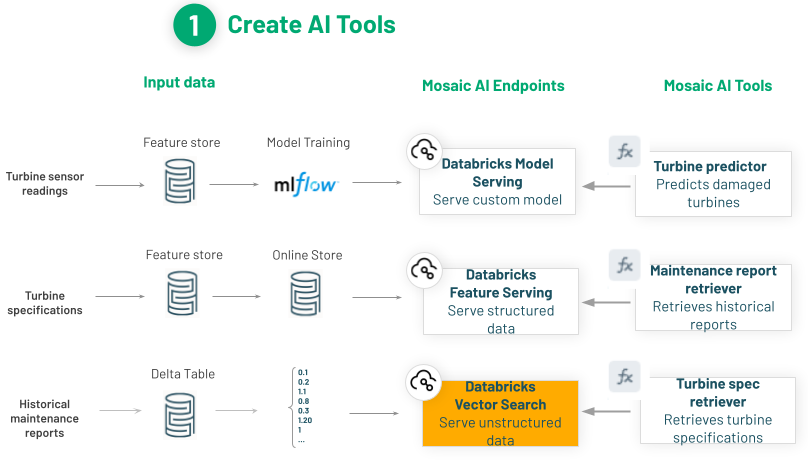 1 Create AI Tools
Input data
Mosaic AI Endpoints
Mosaic AI Tools
Turbine sensor
readings
Feature store
Model Training
mlflow
Databricks Model
Serving
Serve custom model
fx
Turbine predictor
Predicts damaged
turbines
Turbine
specifications
Feature store
Online Store
Databricks
Feature Serving
Serve structured
data
fx
Maintenance report
retriever
Retrieves historical
reports
Historical
maintenance
reports
Delta Table
0.1
0.2
1.1
0.8
0.3
1.20
1
...
Databricks
Vector Search
Serve unstructured
data
fx
Turbine spec
retriever
Retrieves turbine
specifications